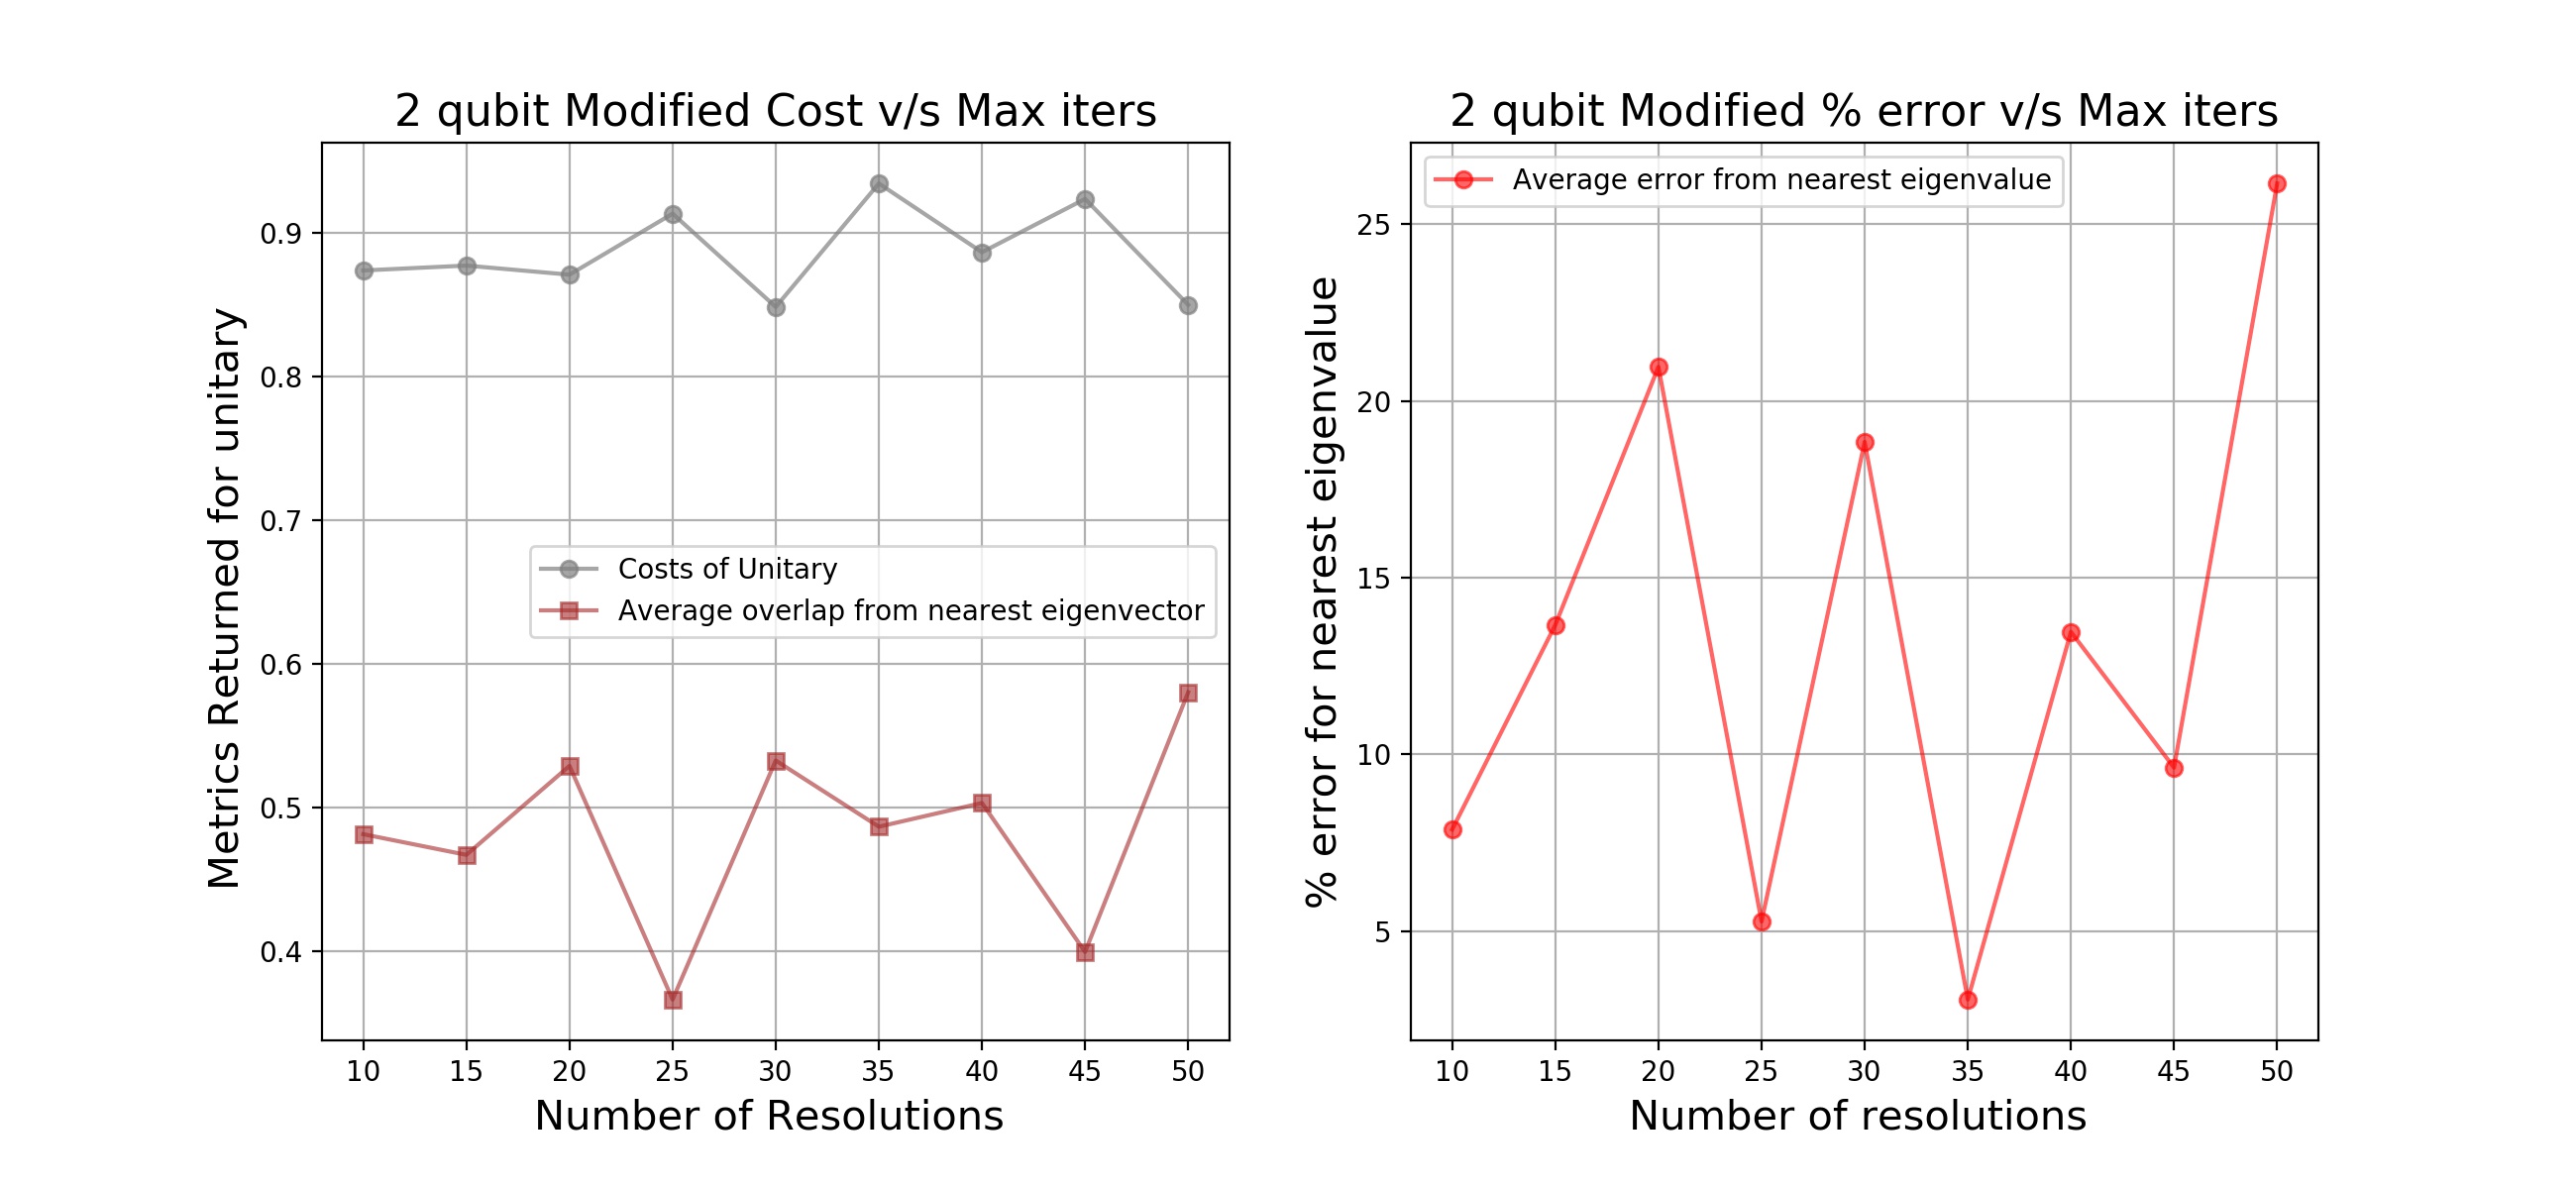 2 qubit Modified Cost v/s Max iters
Metrics Returned for unitary
0.9
0.8
0.7
0.6
0.5
0.4
Costs of Unitary
Average overlap from nearest eigenvector
10 15 20 25 30 35 40 45 50
Number of Resolutions
2 qubit Modified % error v/s Max iters
% error for nearest eigenvalue
Average error from nearest eigenvalue
25
20
15
10
5
10 15 20 25 30 35 40 45 50
Number of resolutions